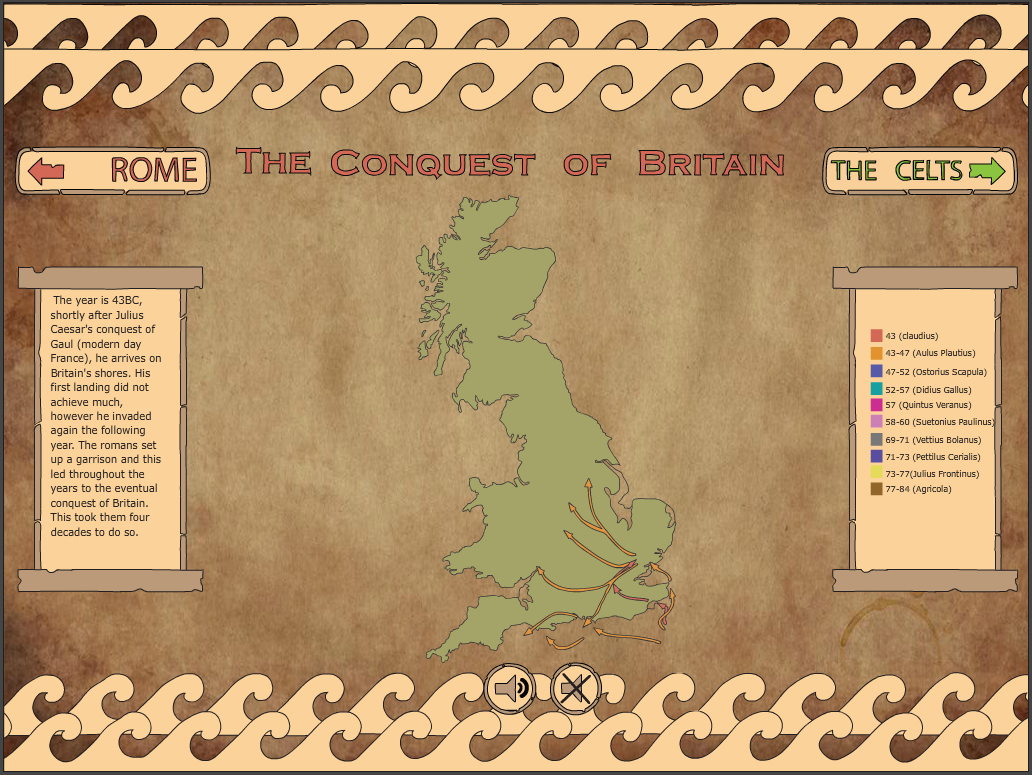 THE CONQUEST OF BRITAIN
ROME
THE CELTS
The year is 43BC,
shortly after Julius
Caesar's conquest of
Gaul (modern day
France), he arrives on
Britain's shores. His
first landing did not
achieve much,
however he invaded
again the following
year. The romans set
up a garrison and this
led throughout the
years to the eventual
conquest of Britain.
This took them four
decades to do so.
43 (claudius)
43-47 (Aulus Plautius)
47-52 (Ostorius Scapula)
52-57 (Didius Gallus)
57 (Quintus Veranus)
58-60 (Suetonius Paulinus)
69-71 (Vettius Bolanus)
71-73 (Petillus Cerialis)
73-77(Julius Frontinus)
77-84 (Agricola)